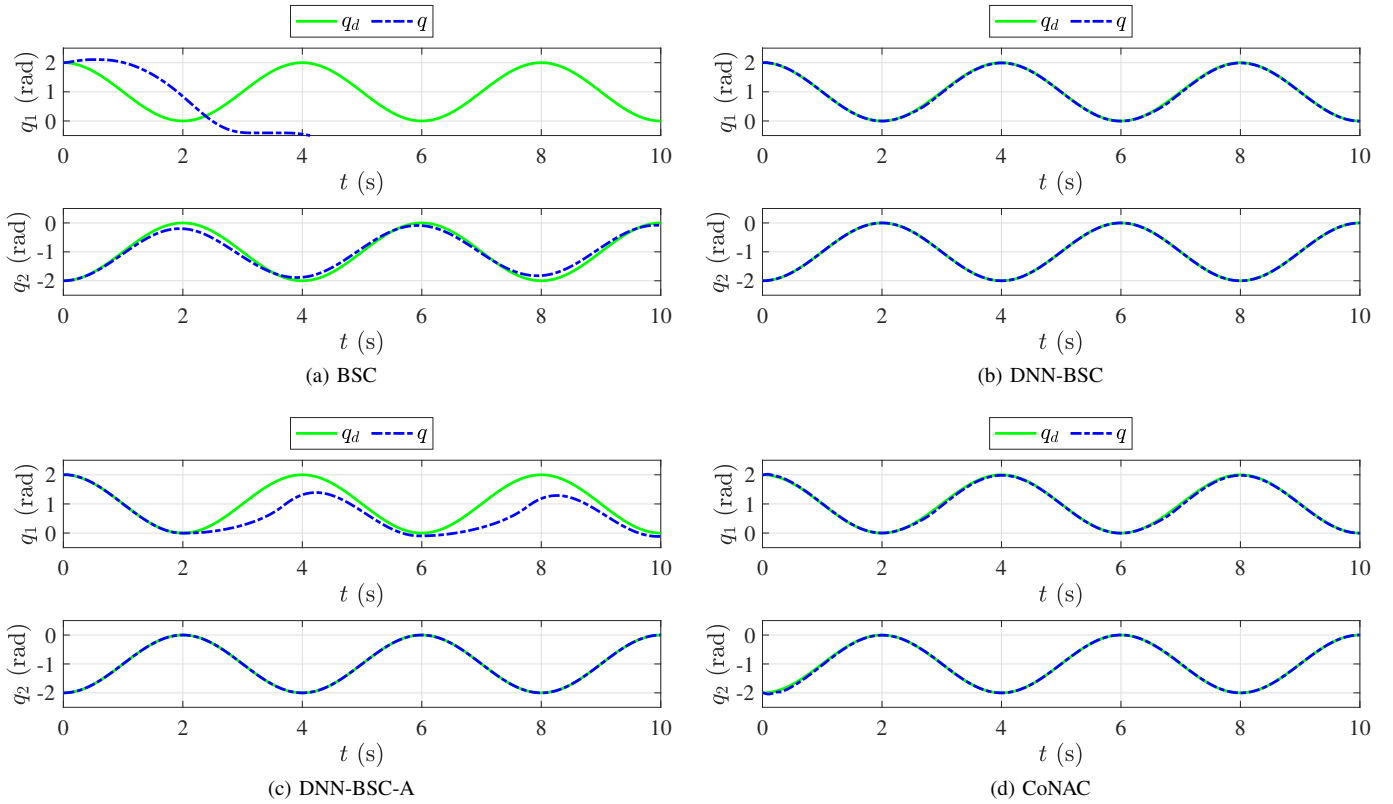 q_d q
q_1 (rad)
2
1
0
0 2 4 6 8 10
t (s)
q_2 (rad)
0
-1
-2
0 2 4 6 8 10
t (s)
(a) BSC
q_d q
q_1 (rad)
2
1
0
0 2 4 6 8 10
t (s)
q_2 (rad)
0
-1
-2
0 2 4 6 8 10
t (s)
(b) DNN-BSC
q_d q
q_1 (rad)
2
1
0
0 2 4 6 8 10
t (s)
q_2 (rad)
0
-1
-2
0 2 4 6 8 10
t (s)
(c) DNN-BSC-A
q_d q
q_1 (rad)
2
1
0
0 2 4 6 8 10
t (s)
q_2 (rad)
0
-1
-2
0 2 4 6 8 10
t (s)
(d) CoNAC